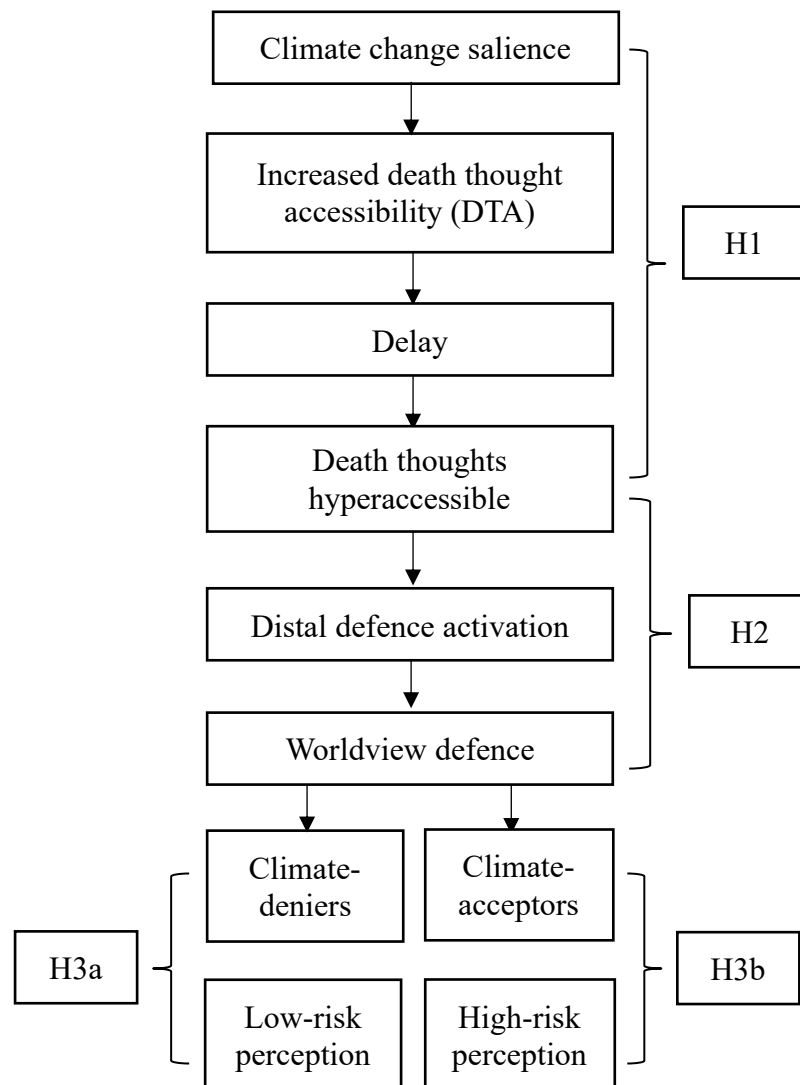 Climate change salience
Increased death thought
accessibility (DTA)
H1
Delay
Death thoughts
hyperaccessible
Distal defence activation
H2
Worldview defence
Climate-
deniers
Climate-
acceptors
H3a
H3b
Low-risk
perception
High-risk
perception